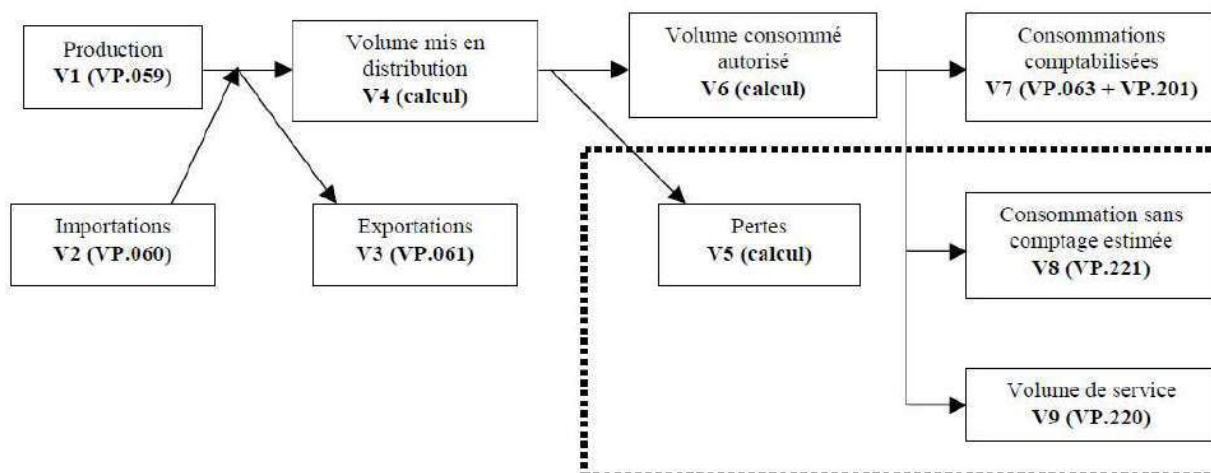 Production
V1 (VP.059)
Volume mis en
distribution
V4 (calcul)
Volume consommé
autorisé
V6 (calcul)
Consommations
comptabilisées
V7 (VP.063 + VP.201)
Importations
V2 (VP.060)
Exportations
V3 (VP.061)
Pertes
V5 (calcul)
Consommation sans
comptage estimée
V8 (VP.221)
Volume de service
V9 (VP.220)